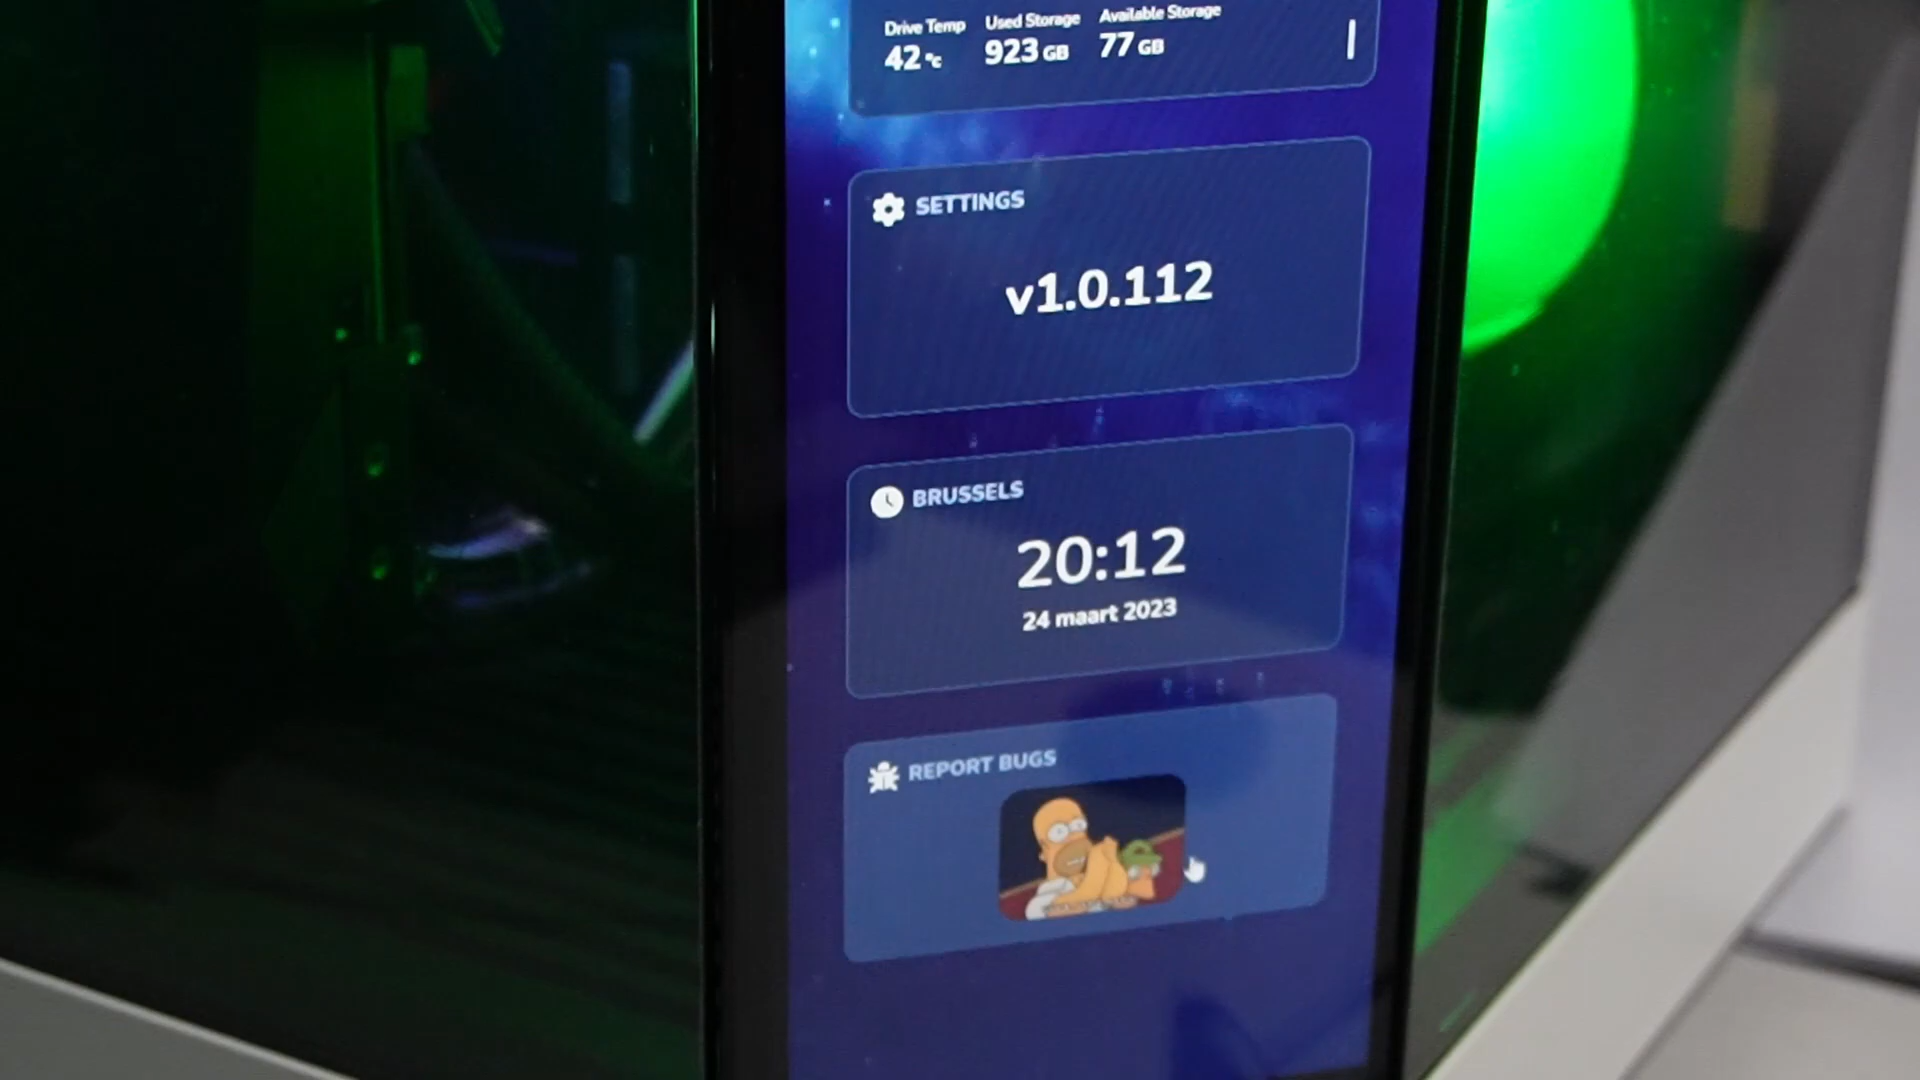 Drive Temp Used Storage Available Storage
42 °C 923 GB 77 GB
SETTINGS
v1.0.112
BRUSSELS
20:12
24 maart 2023
REPORT BUGS